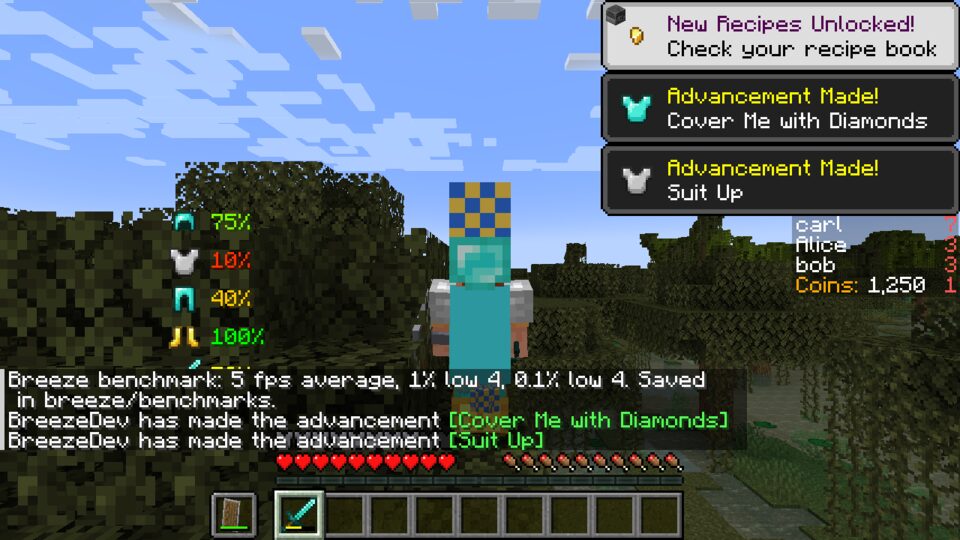 New Recipes Unlocked!
Check your recipe book
Advancement Made!
Cover Me with Diamonds
Advancement Made!
Suit Up
carl 7
Alice 3
bob 3
Coins: 1,250 1
75%
10%
40%
100%
Breeze benchmark: 5 fps average, 1% low 4, 0.1% low 4. Saved
in breeze/benchmarks.
BreezeDev has made the advancement [Cover Me with Diamonds]
BreezeDev has made the advancement [Suit Up]